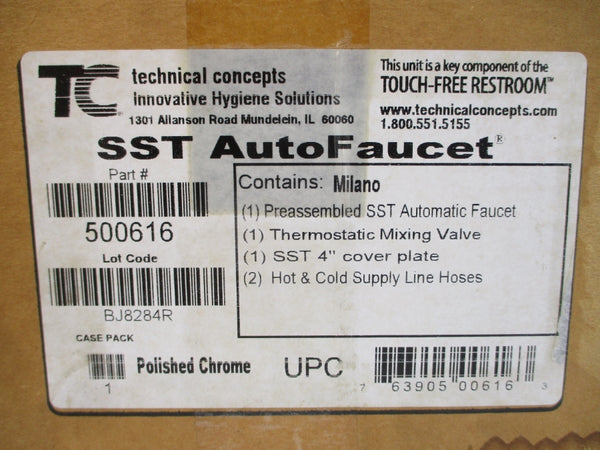 TC
technical concepts
Innovative Hygiene Solutions
1301 Allanson Road Mundelein, IL 60060
This unit is a key component of the
TOUCH-FREE RESTROOM™
www.technicalconcepts.com
1.800.551.5155
SST AutoFaucet®
Part #
500616
Lot Code
BJ8284R
CASE PACK
1
Polished Chrome
Contains: Milano
(1) Preassembled SST Automatic Faucet
(1) Thermostatic Mixing Valve
(1) SST 4" cover plate
(2) Hot & Cold Supply Line Hoses
UPC
7 63905 00616 3